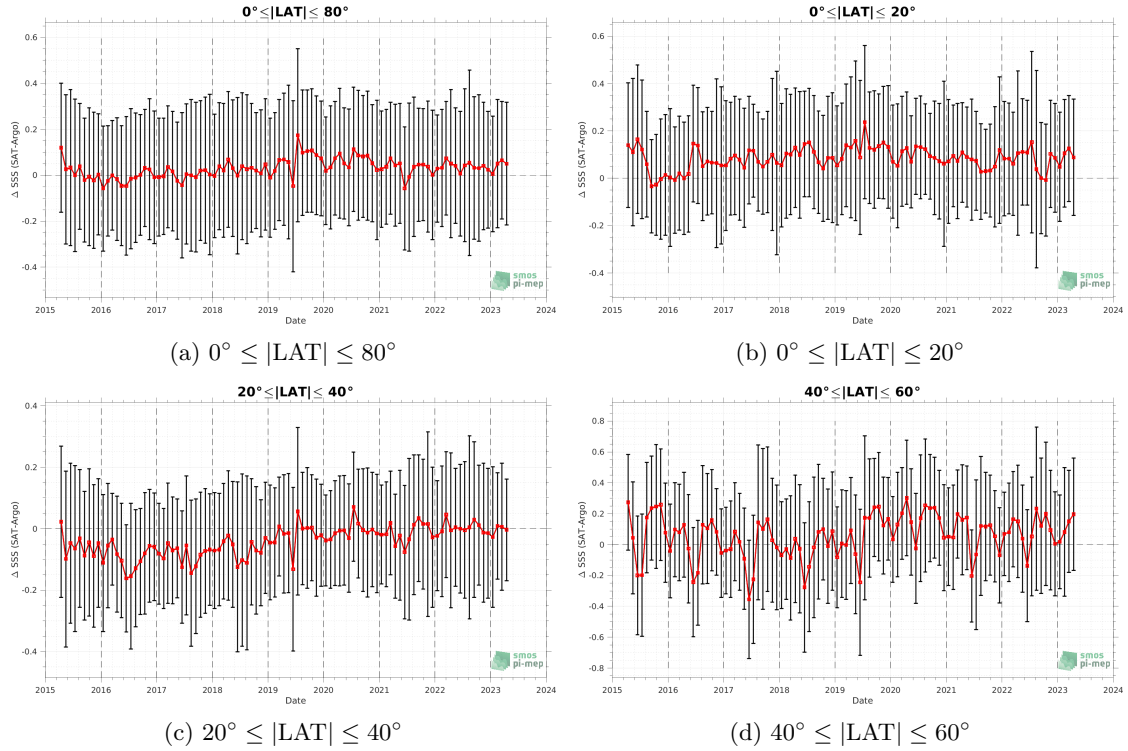 0°≤|LAT|≤ 80°
Δ SSS (SAT-Argo)
0.6
0.4
0.2
0
-0.2
-0.4
2015 2016 2017 2018 2019 2020 2021 2022 2023 2024
Date
smos
pi-mep
(a) 0° ≤ |LAT| ≤ 80°
0°≤|LAT|≤ 20°
Δ SSS (SAT-Argo)
0.6
0.4
0.2
0
-0.2
-0.4
2015 2016 2017 2018 2019 2020 2021 2022 2023 2024
Date
smos
pi-mep
(b) 0° ≤ |LAT| ≤ 20°
20°≤|LAT|≤ 40°
Δ SSS (SAT-Argo)
0.4
0.2
0
-0.2
-0.4
2015 2016 2017 2018 2019 2020 2021 2022 2023 2024
Date
smos
pi-mep
(c) 20° ≤ |LAT| ≤ 40°
40°≤|LAT|≤ 60°
Δ SSS (SAT-Argo)
0.8
0.6
0.4
0.2
0
-0.2
-0.4
-0.6
-0.8
2015 2016 2017 2018 2019 2020 2021 2022 2023 2024
Date
smos
pi-mep
(d) 40° ≤ |LAT| ≤ 60°